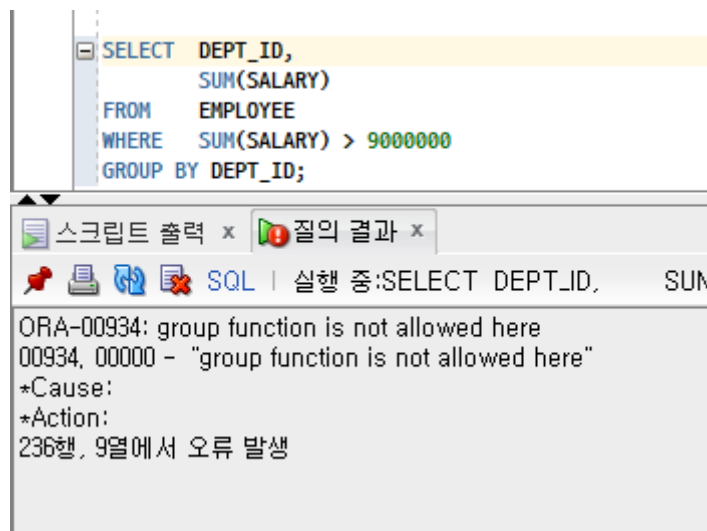 SELECT DEPT_ID,
SUM(SALARY)
FROM EMPLOYEE
WHERE SUM(SALARY) > 9000000
GROUP BY DEPT_ID;
스크립트 출력 x 질의 결과 x
SQL | 실행 중:SELECT DEPT_ID, SUM
ORA-00934: group function is not allowed here
00934, 00000 - "group function is not allowed here"
*Cause:
*Action:
236행, 9열에서 오류 발생